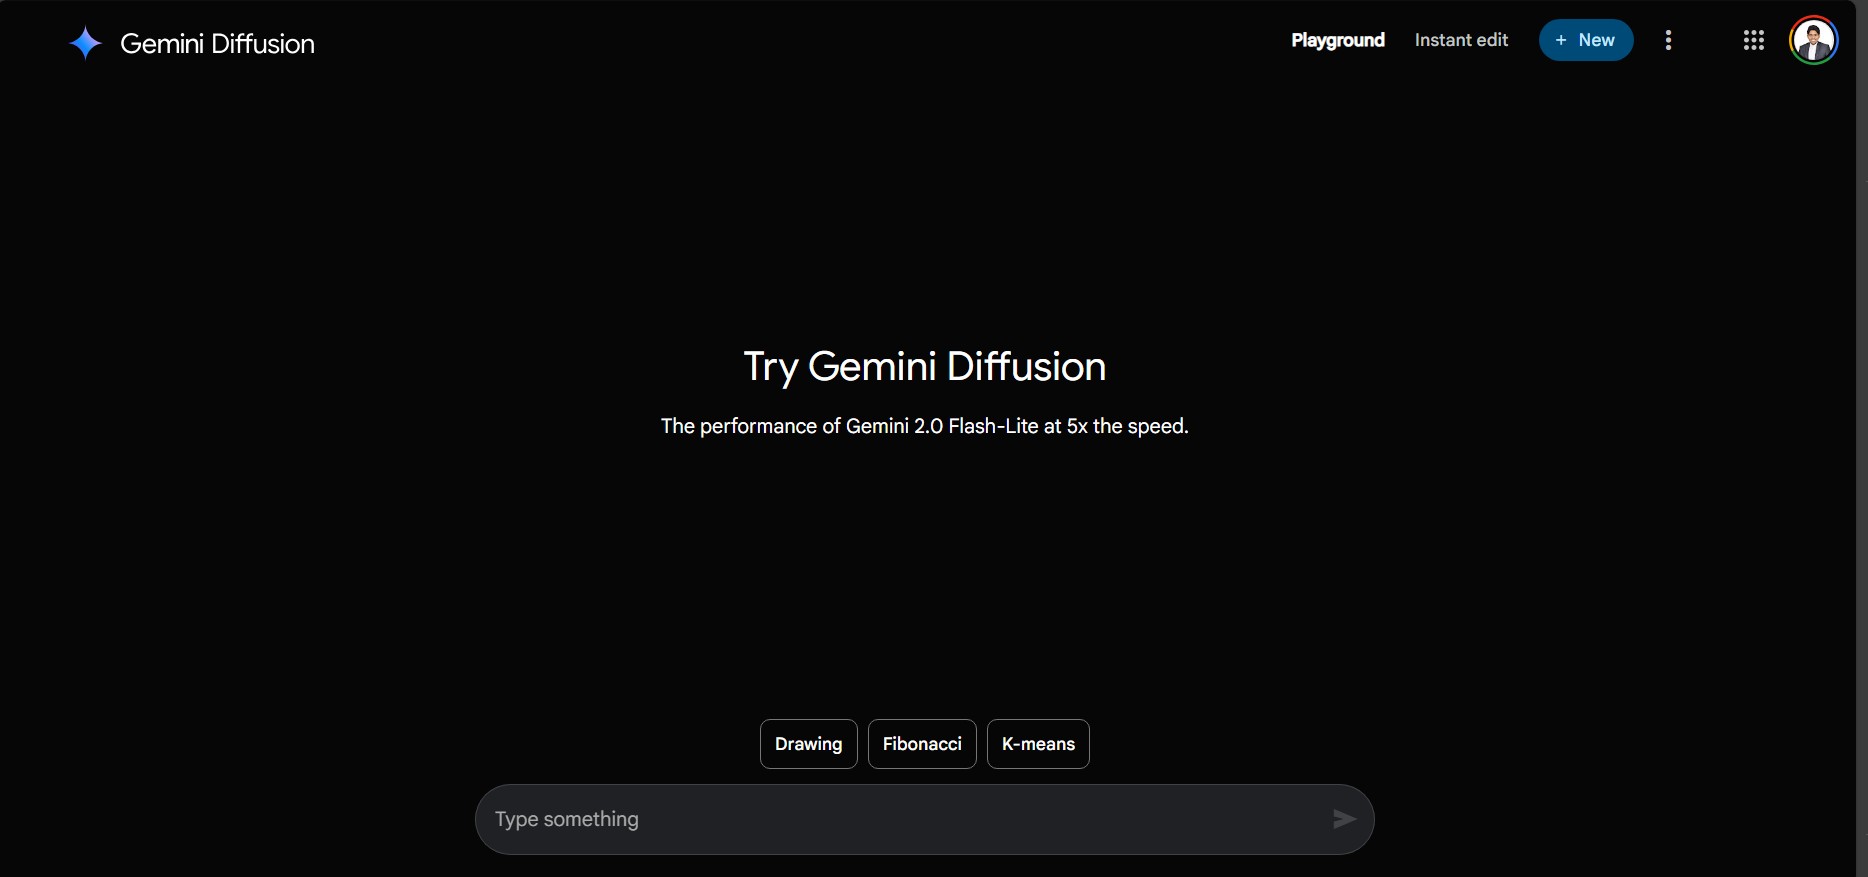 Gemini Diffusion
Playground
Instant edit
+ New
Try Gemini Diffusion
The performance of Gemini 2.0 Flash-Lite at 5x the speed.
Drawing
Fibonacci
K-means
Type something